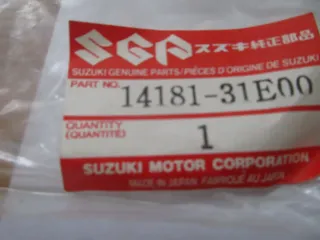 SGP スズキ純正部品
SUZUKI GENUINE PARTS/PIÈCES D'ORIGINE DE SUZUKI
PART NO. 14181-31E00
QUANTITY
(QUANTITÉ) 1
SUZUKI MOTOR CORPORATION
MADE IN JAPAN FABRIQUÉ AU JAPON